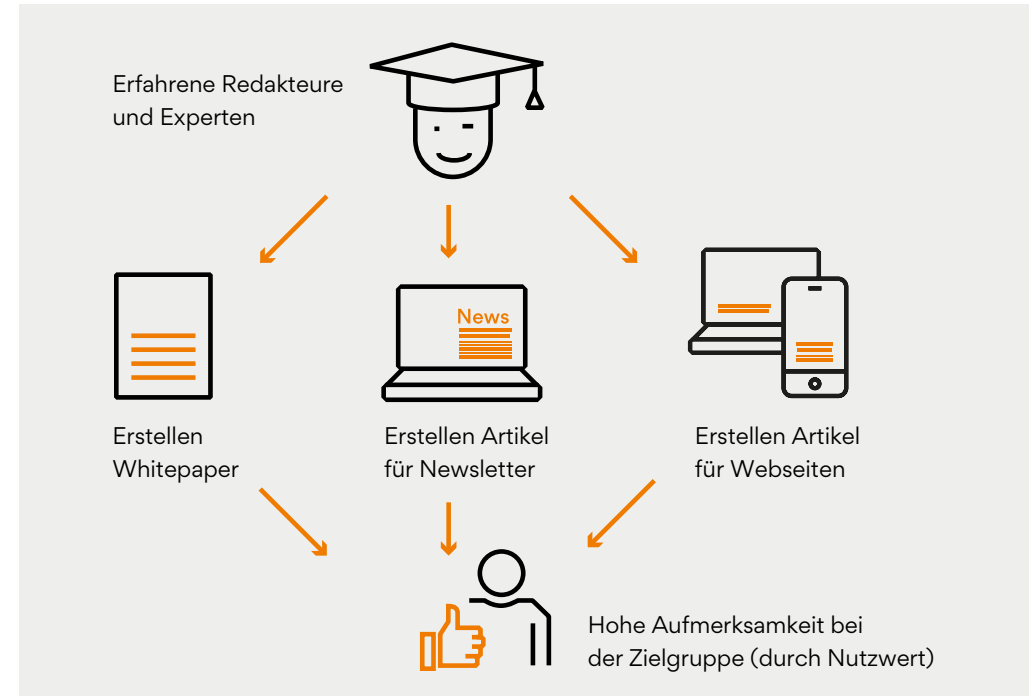 Erfahrene Redakteure
und Experten
News
Erstellen
Whitepaper
Erstellen Artikel
für Newsletter
Erstellen Artikel
für Webseiten
Hohe Aufmerksamkeit bei
der Zielgruppe (durch Nutzwert)